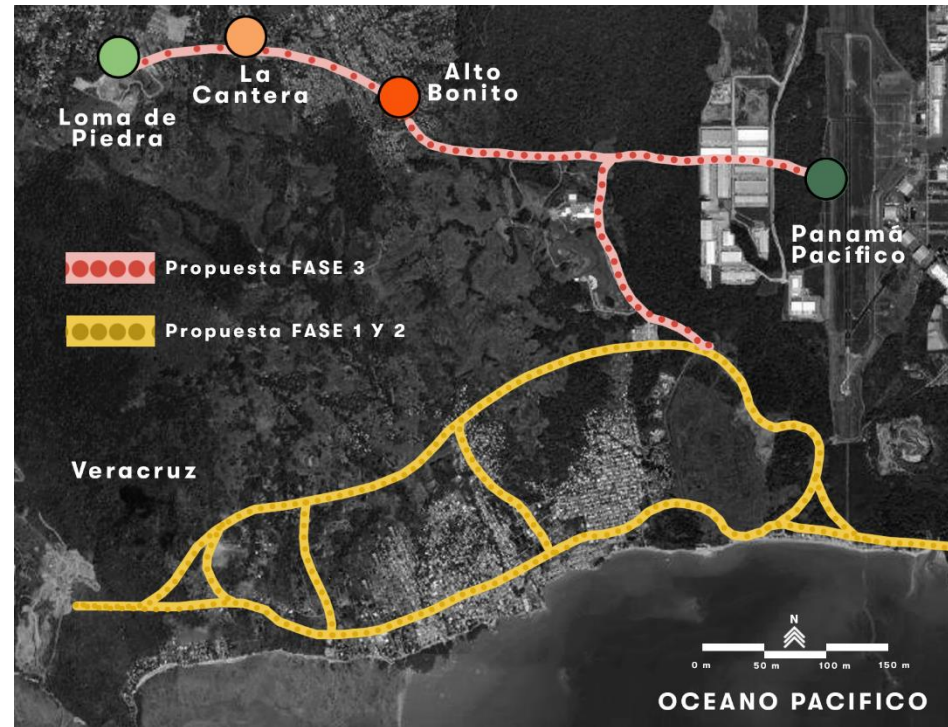 La
Cantera
Alto
Bonito
Loma de
Piedra
Panamá
Pacífico
Propuesta FASE 3
Propuesta FASE 1 Y 2
Veracruz
N
0 m 50 m 100 m 150 m
OCEANO PACIFICO